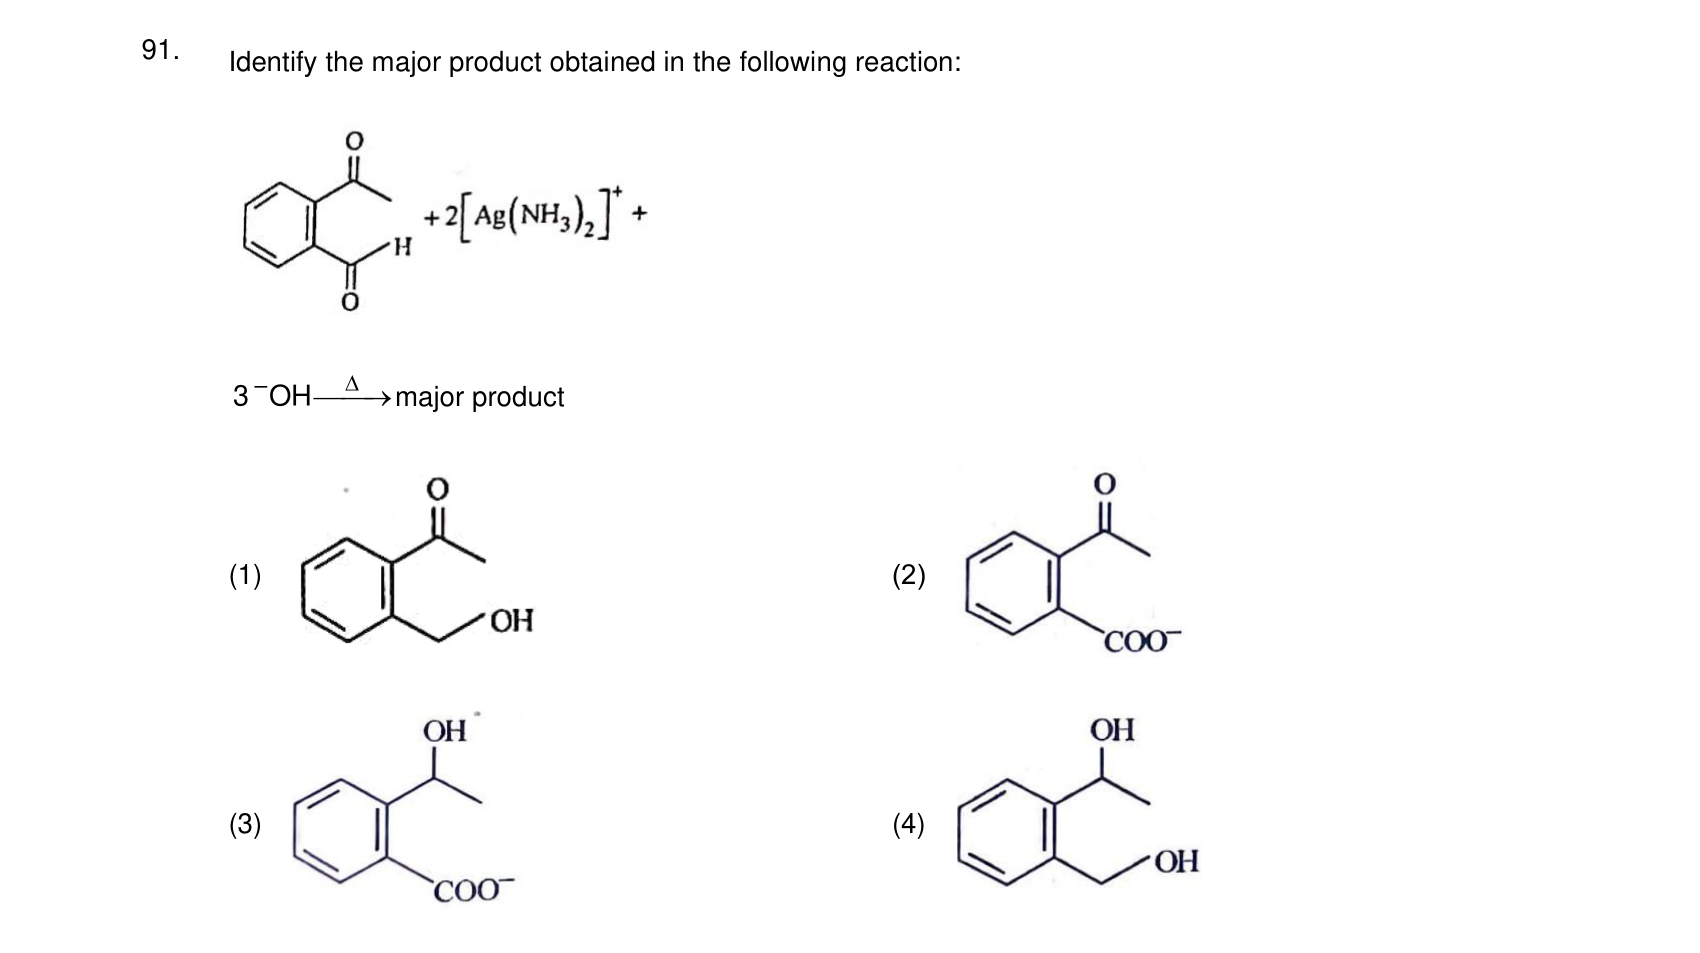 91. Identify the major product obtained in the following reaction:
O
+2[Ag(NH₃)₂]⁺ +
H
O
3 ⁻OH —Δ→ major product
(1) O
OH
(2) O
COO⁻
(3) OH
COO⁻
(4) OH
OH